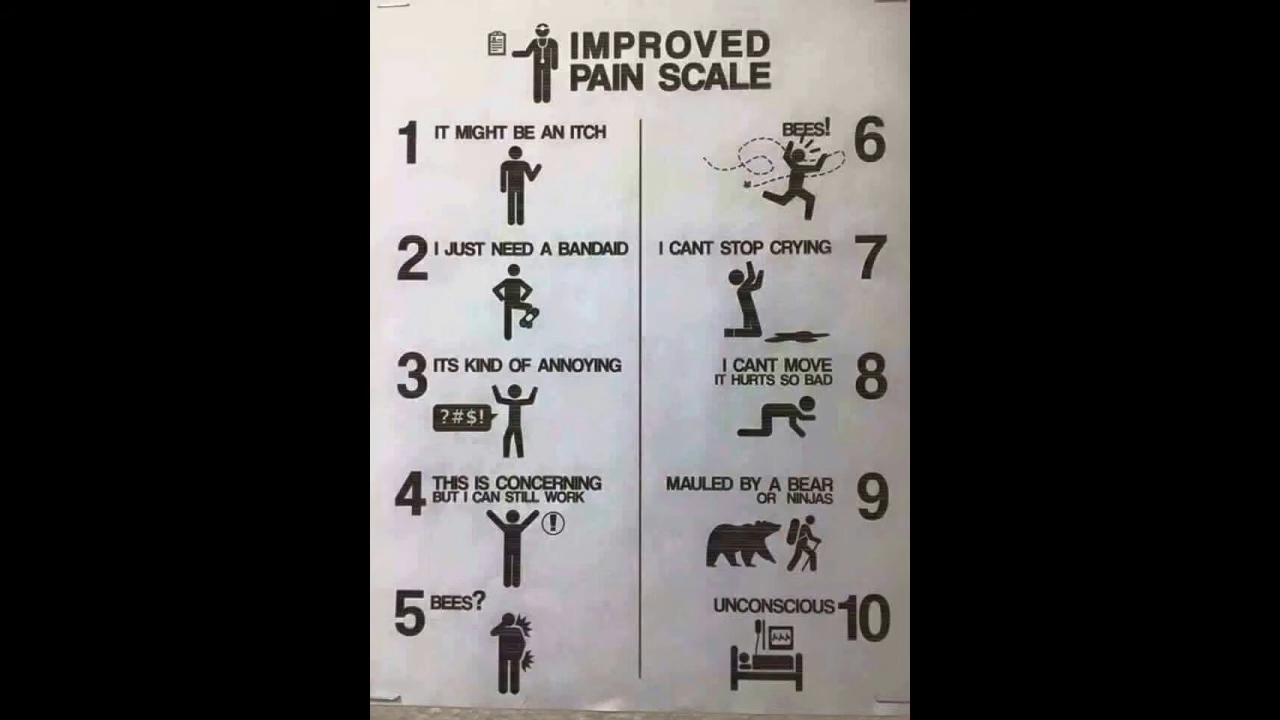 IMPROVED
PAIN SCALE
1 IT MIGHT BE AN ITCH
2 I JUST NEED A BANDAID
3 ITS KIND OF ANNOYING
?#$!
4 THIS IS CONCERNING
BUT I CAN STILL WORK
!
5 BEES?
BEES! 6
I CANT STOP CRYING 7
I CANT MOVE 8
IT HURTS SO BAD
MAULED BY A BEAR 9
OR NINJAS
UNCONSCIOUS 10